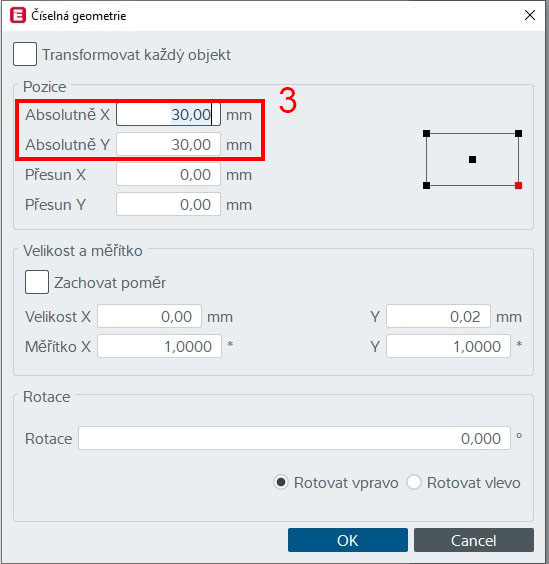 E Číselná geometrie
Transformovat každý objekt
Pozice
3
Absolutně X 30,00 mm
Absolutně Y 30,00 mm
Přesun X 0,00 mm
Přesun Y 0,00 mm
Velikost a měřítko
Zachovat poměr
Velikost X 0,00 mm Y 0,02 mm
Měřítko X 1,0000 * Y 1,0000 *
Rotace
Rotace 0,000 °
Rotovat vpravo Rotovat vlevo
OK Cancel